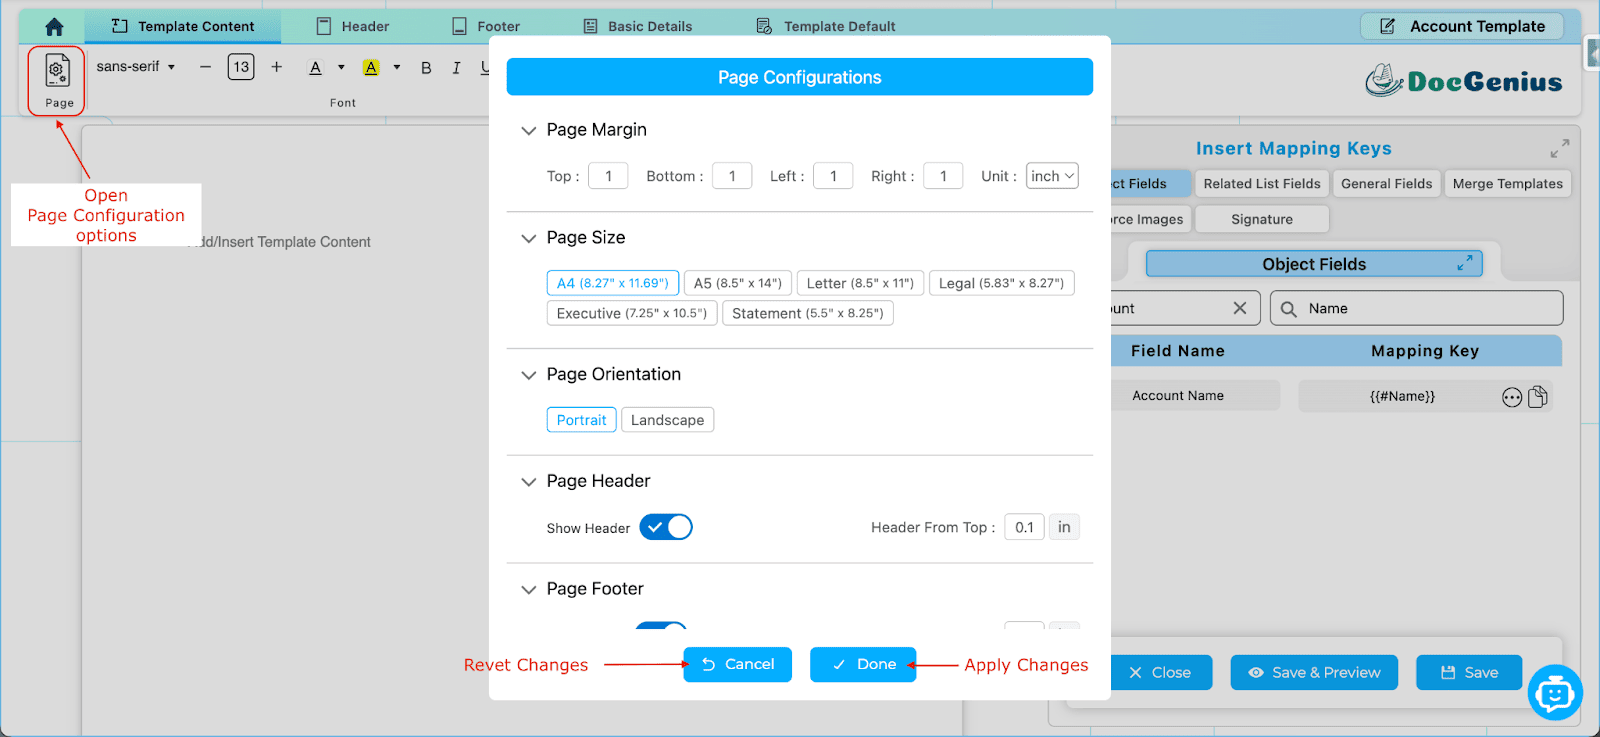 Template Content
Header
Footer
Basic Details
Template Default
Account Template
Page
sans-serif
13
A
A
B
I
U
Font
DocGenius
Open
Page Configuration
options
dd/Insert Template Content
Page Configurations
Page Margin
Top : 1 Bottom : 1 Left : 1 Right : 1 Unit : inch
Page Size
A4 (8.27" x 11.69") A5 (8.5" x 14") Letter (8.5" x 11") Legal (5.83" x 8.27")
Executive (7.25" x 10.5") Statement (5.5" x 8.25")
Page Orientation
Portrait Landscape
Page Header
Show Header Header From Top : 0.1 in
Page Footer
Revet Changes
Cancel
Done
Apply Changes
Insert Mapping Keys
ct Fields Related List Fields General Fields Merge Templates
rce Images Signature
Object Fields
unt
Name
Field Name Mapping Key
Account Name {{#Name}}
Close
Save & Preview
Save